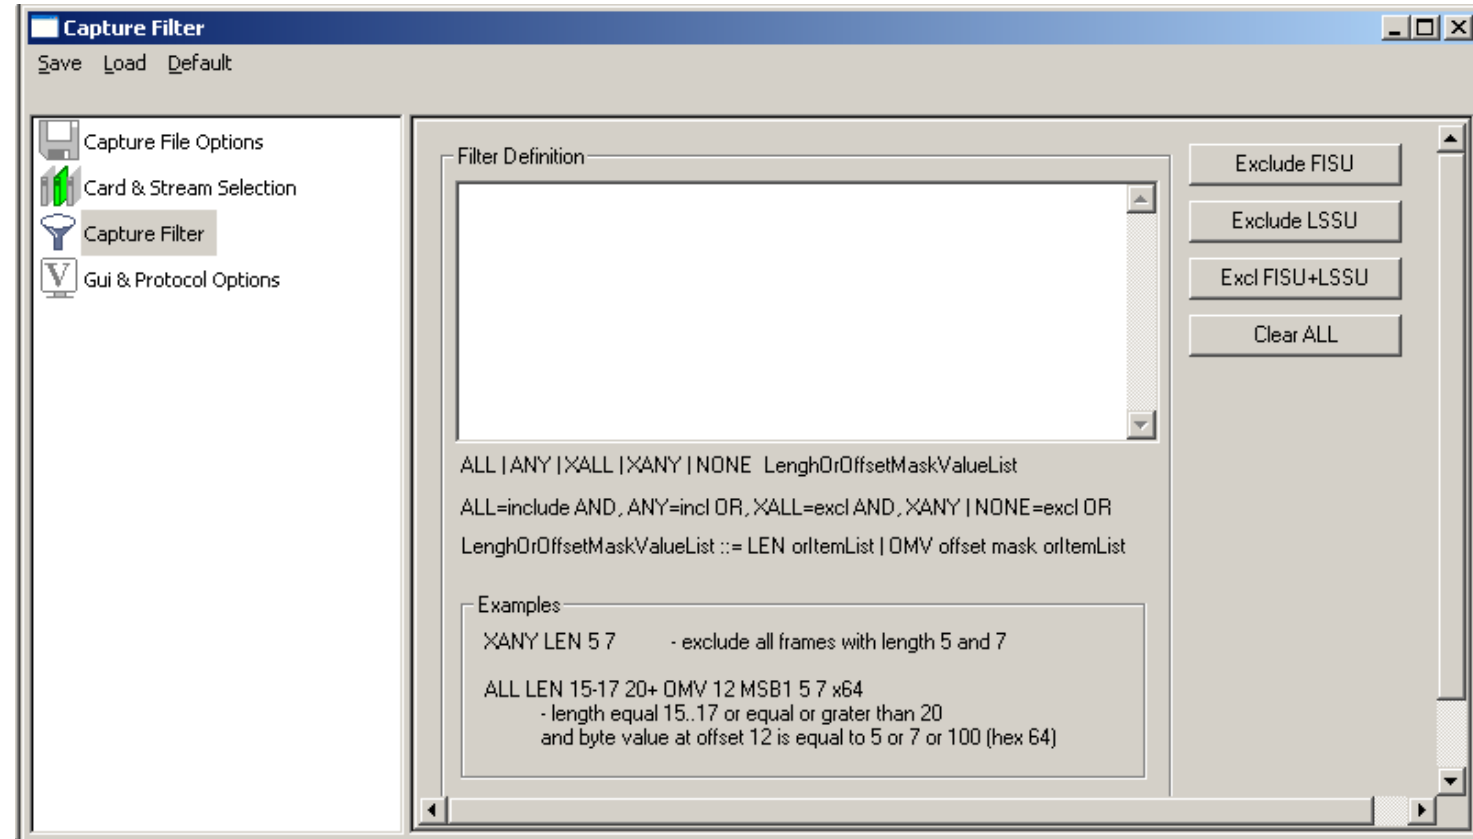 Capture Filter
Save Load Default
Capture File Options
Card & Stream Selection
Capture Filter
Gui & Protocol Options
Filter Definition
Exclude FISU
Exclude LSSU
Excl FISU+LSSU
Clear ALL
ALL | ANY | XALL | XANY | NONE LenghOrOffsetMaskValueList
ALL=include AND, ANY=incl OR, XALL=excl AND, XANY | NONE=excl OR
LenghOrOffsetMaskValueList ::= LEN orItemList | OMV offset mask orItemList
Examples
XANY LEN 5 7 - exclude all frames with length 5 and 7
ALL LEN 15-17 20+ OMV 12 MSB1 5 7 x64
- length equal 15..17 or equal or grater than 20
and byte value at offset 12 is equal to 5 or 7 or 100 (hex 64)